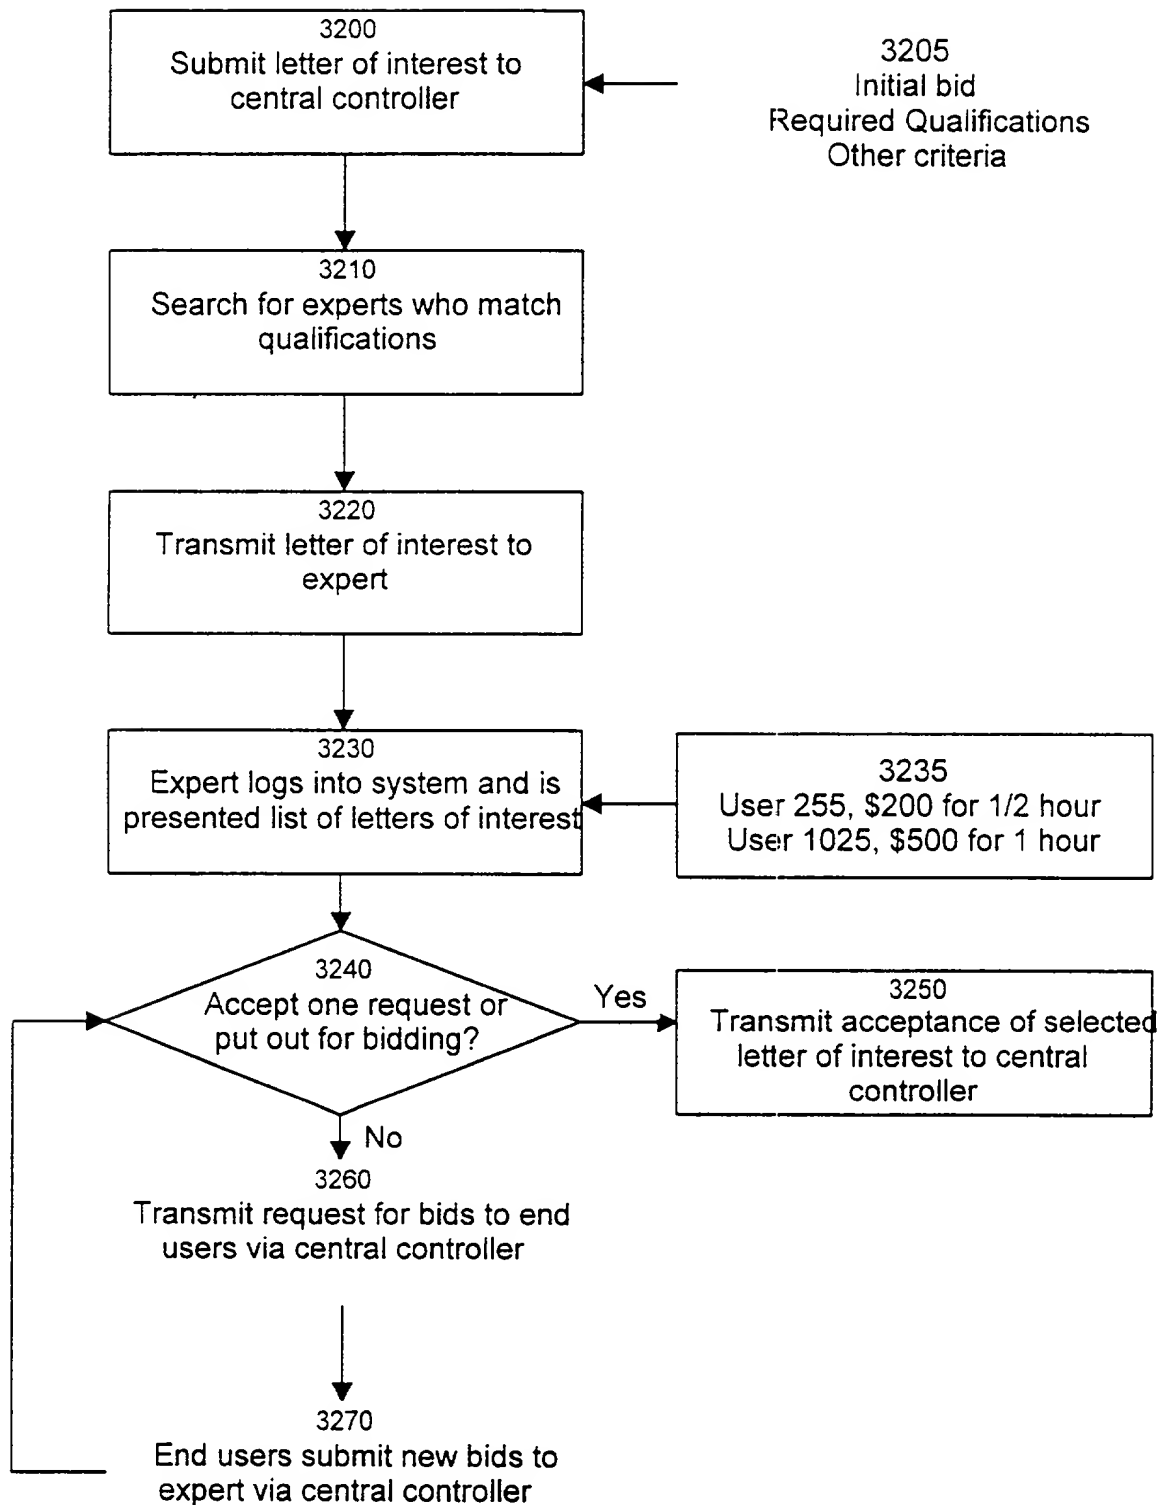 3200
Submit letter of interest to
central controller
3205
Initial bid
Required Qualifications
Other criteria
3210
Search for experts who match
qualifications
3220
Transmit letter of interest to
expert
3230
Expert logs into system and is
presented list of letters of interest
3235
User 255, $200 for 1/2 hour
User 1025, $500 for 1 hour
3240
Accept one request or
put out for bidding?
Yes
3250
Transmit acceptance of selected
letter of interest to central
controller
No
3260
Transmit request for bids to end
users via central controller
3270
End users submit new bids to
expert via central controller